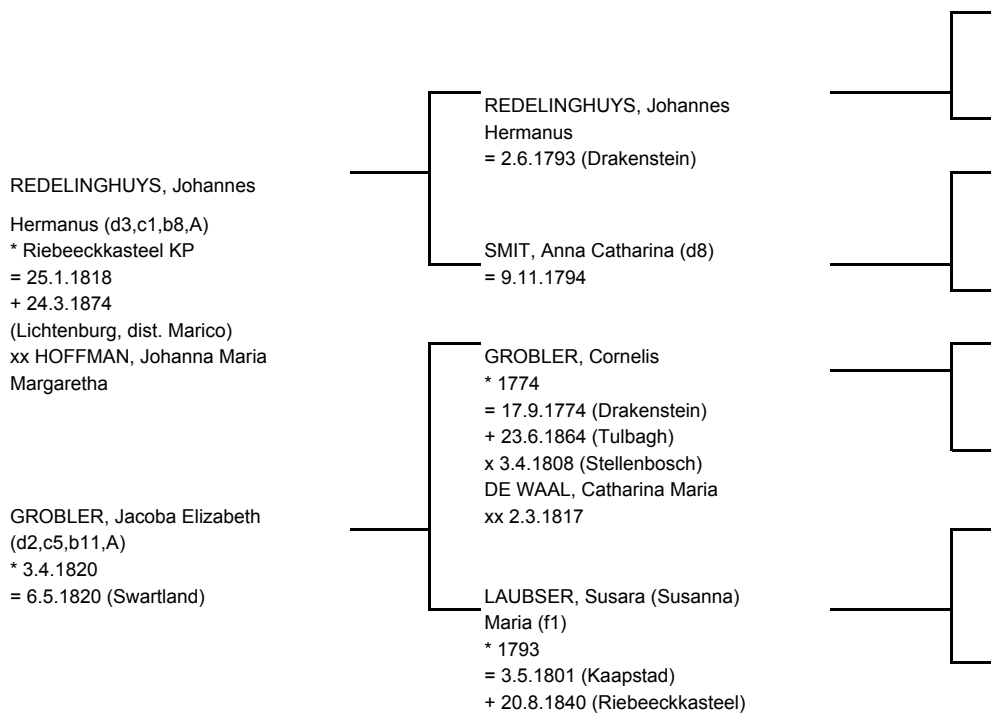 REDELINGHUYS, Johannes
Hermanus (d3,c1,b8,A)
* Riebeeckkasteel KP
= 25.1.1818
+ 24.3.1874
(Lichtenburg, dist. Marico)
xx HOFFMAN, Johanna Maria
Margaretha
GROBLER, Jacoba Elizabeth
(d2,c5,b11,A)
* 3.4.1820
= 6.5.1820 (Swartland)
REDELINGHUYS, Johannes
Hermanus
= 2.6.1793 (Drakenstein)
SMIT, Anna Catharina (d8)
= 9.11.1794
GROBLER, Cornelis
* 1774
= 17.9.1774 (Drakenstein)
+ 23.6.1864 (Tulbagh)
x 3.4.1808 (Stellenbosch)
DE WAAL, Catharina Maria
xx 2.3.1817
LAUBSER, Susara (Susanna)
Maria (f1)
* 1793
= 3.5.1801 (Kaapstad)
+ 20.8.1840 (Riebeeckkasteel)